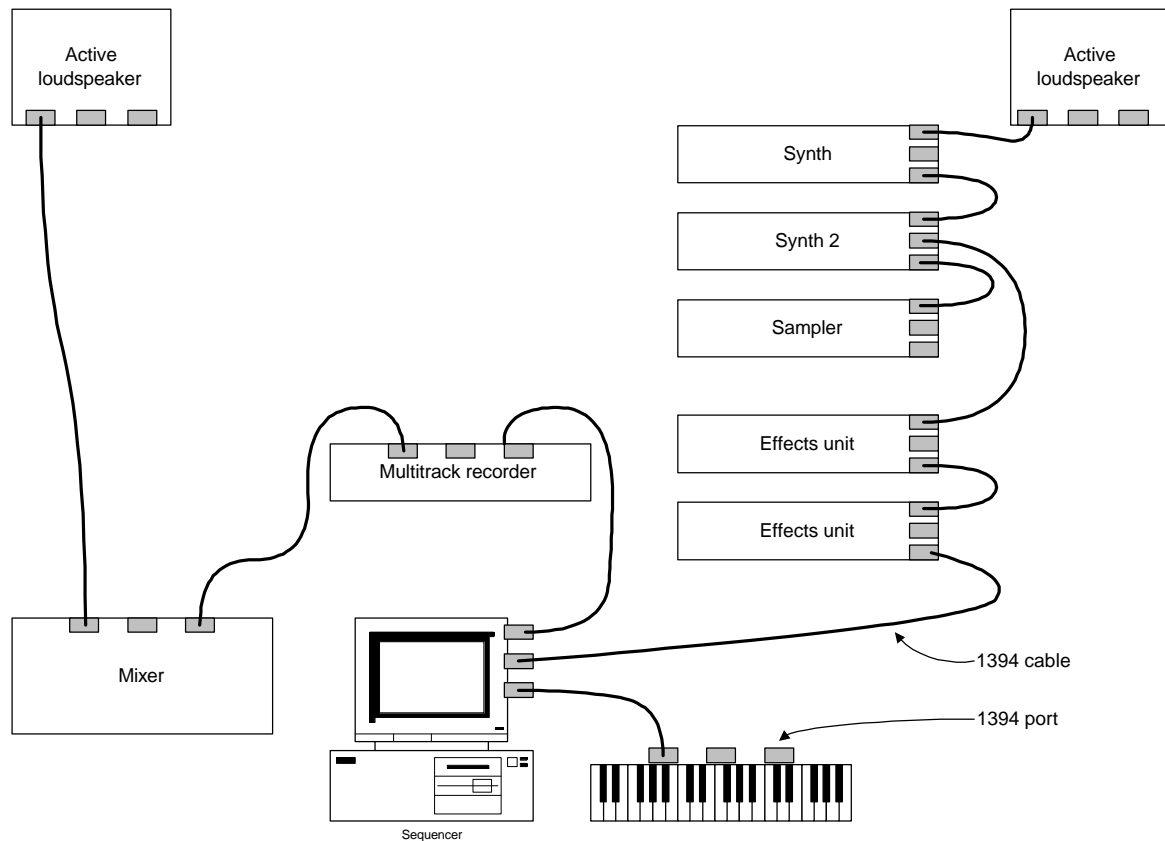 Active
loudspeaker
Active
loudspeaker
Synth
Synth 2
Sampler
Effects unit
Multitrack recorder
Effects unit
1394 cable
Mixer
1394 port
Sequencer